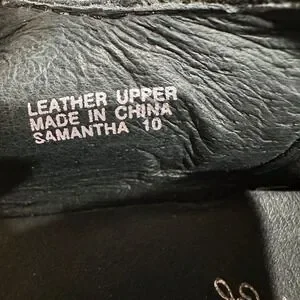 LEATHER UPPER
MADE IN CHINA
SAMANTHA 10